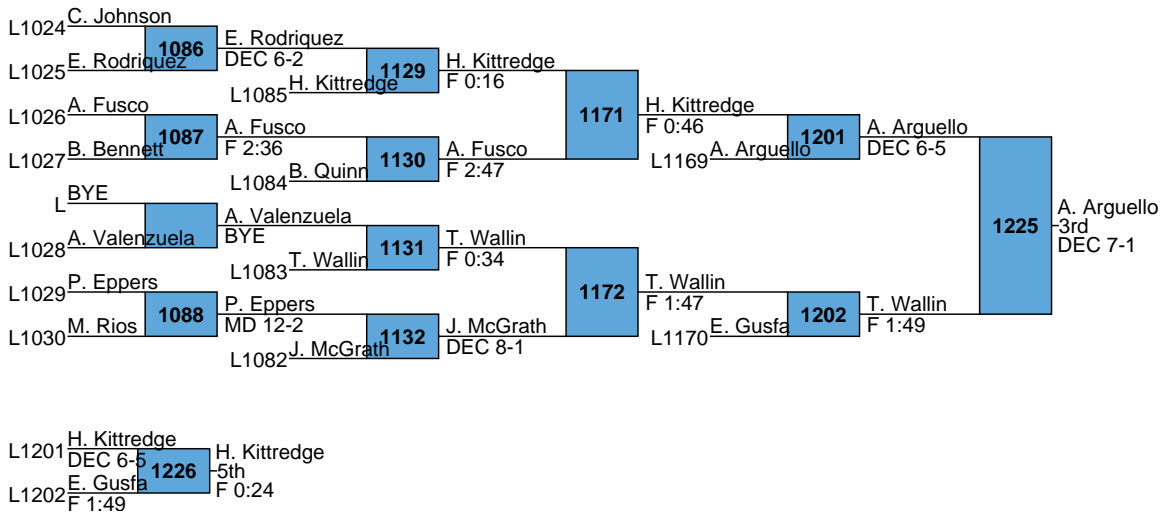 C. Johnson
L1024
1086
E. Rodriquez
DEC 6-2
E. Rodriquez
L1025
1129
H. Kittredge
F 0:16
H. Kittredge
L1085
A. Fusco
L1026
1087
A. Fusco
F 2:36
B. Bennett
L1027
1130
A. Fusco
F 2:47
B. Quinn
L1084
1171
H. Kittredge
F 0:46
A. Arguello
L1169
1201
A. Arguello
DEC 6-5
BYE
L
A. Valenzuela
BYE
A. Valenzuela
L1028
1131
T. Wallin
F 0:34
T. Wallin
L1083
P. Eppers
L1029
1088
P. Eppers
MD 12-2
M. Rios
L1030
1132
J. McGrath
DEC 8-1
J. McGrath
L1082
1172
T. Wallin
F 1:47
E. Gusfa
L1170
1202
T. Wallin
F 1:49
1225
A. Arguello
3rd
DEC 7-1
H. Kittredge
L1201
DEC 6-5
1226
H. Kittredge
5th
F 0:24
E. Gusfa
L1202
F 1:49